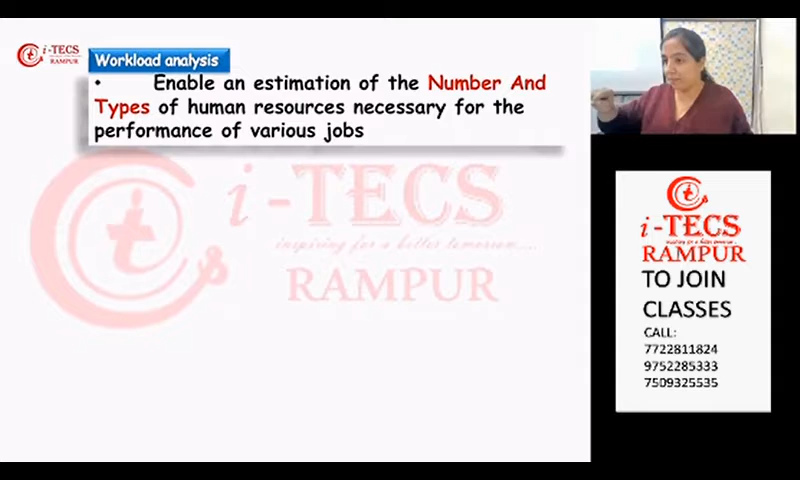 i-TECS
RAMPUR
Workload analysis
• Enable an estimation of the Number And
Types of human resources necessary for the
performance of various jobs
i-TECS
inspiring for a better tomorrow....
RAMPUR
i-TECS
RAMPUR
TO JOIN
CLASSES
CALL:
7722811824
9752285333
7509325535